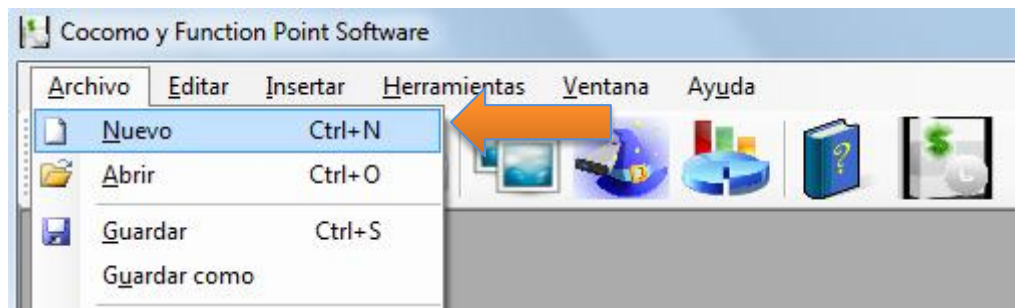 Cocomo y Function Point Software
Archivo Editar Insertar Herramientas Ventana Ayuda
Nuevo Ctrl+N
Abrir Ctrl+O
Guardar Ctrl+S
Guardar como
?
$